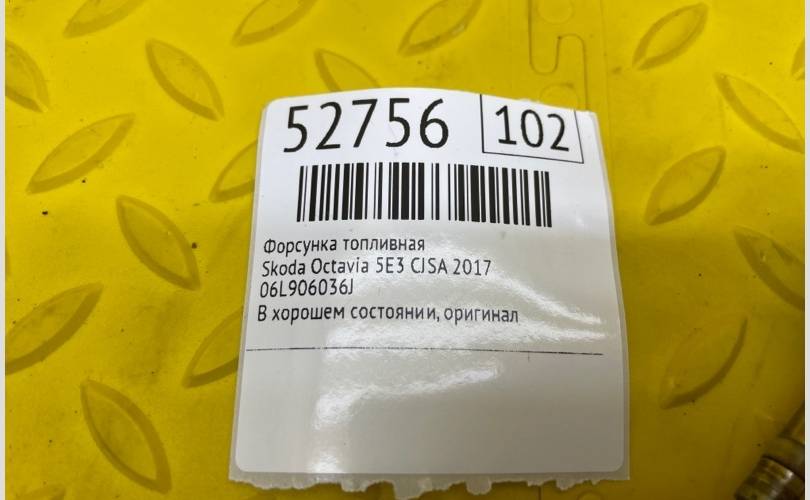 52756 102
Форсунка топливная
Skoda Octavia 5E3 CJSA 2017
06L906036J
В хорошем состоянии, оригинал